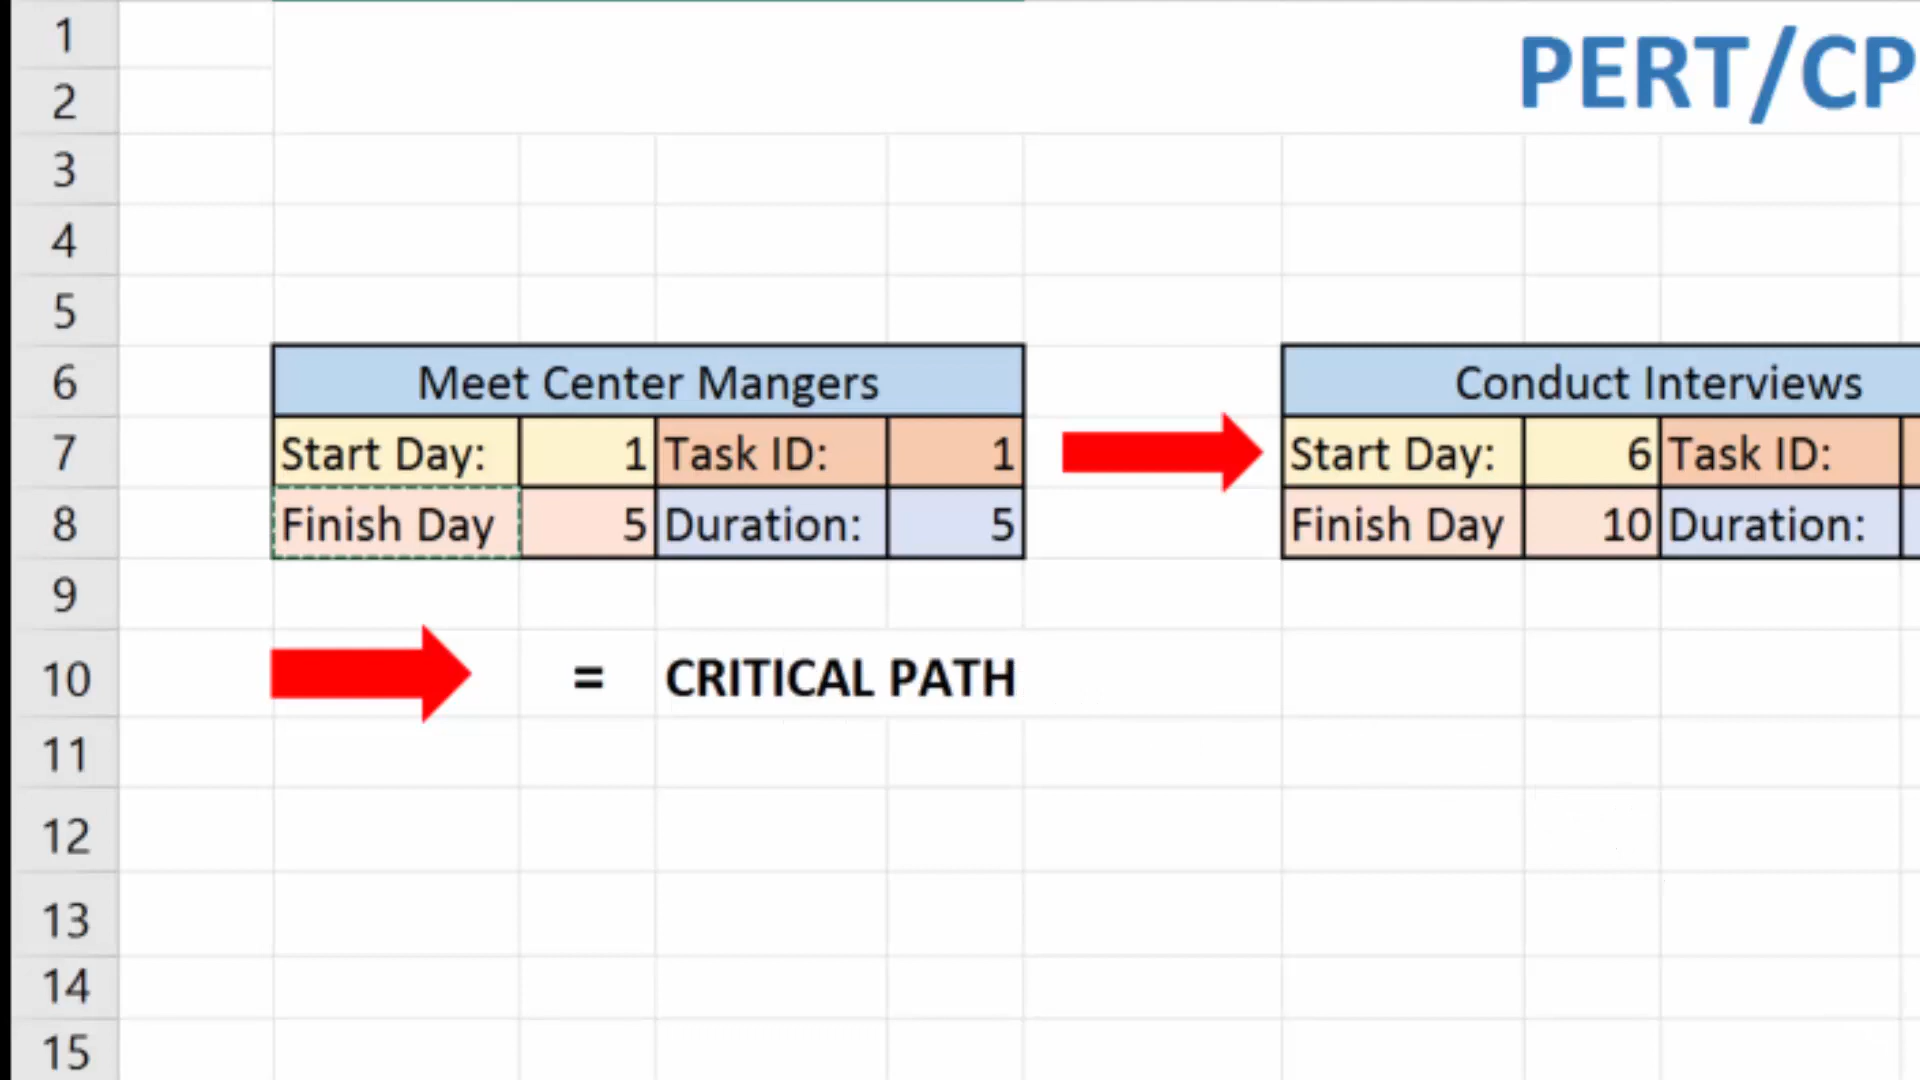 1
PERT/CP
2
3
4
5
6 Meet Center Mangers Conduct Interviews
7 Start Day: 1 Task ID: 1 Start Day: 6 Task ID:
8 Finish Day 5 Duration: 5 Finish Day 10 Duration:
9
10 = CRITICAL PATH
11
12
13
14
15